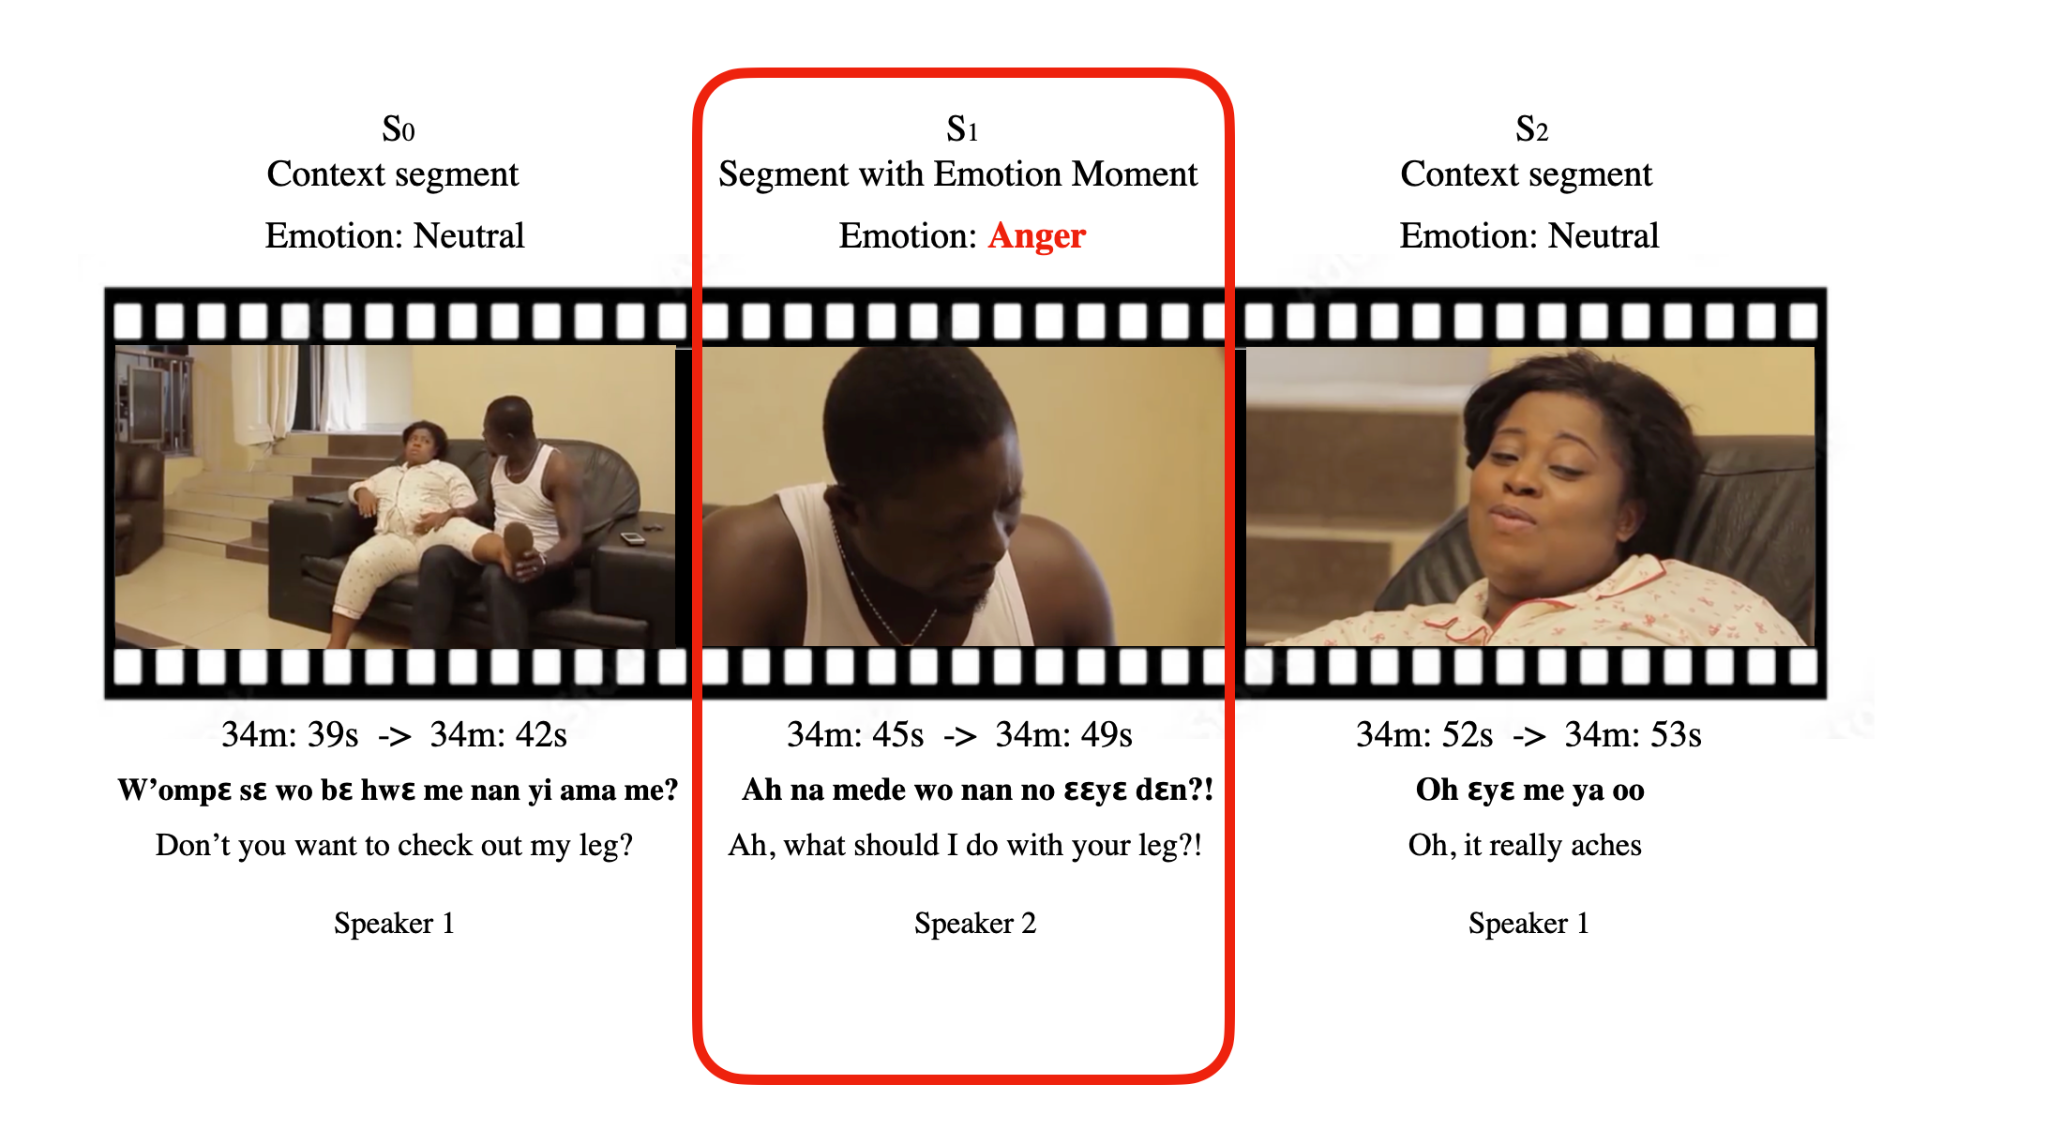 S0
Context segment
Emotion: Neutral
34m: 39s -> 34m: 42s
W’ompɛ sɛ wo bɛ hwɛ me nan yi ama me?
Don’t you want to check out my leg?
Speaker 1
S1
Segment with Emotion Moment
Emotion: Anger
34m: 45s -> 34m: 49s
Ah na mede wo nan no ɛɛyɛ dɛn?!
Ah, what should I do with your leg?!
Speaker 2
S2
Context segment
Emotion: Neutral
34m: 52s -> 34m: 53s
Oh ɛyɛ me ya oo
Oh, it really aches
Speaker 1